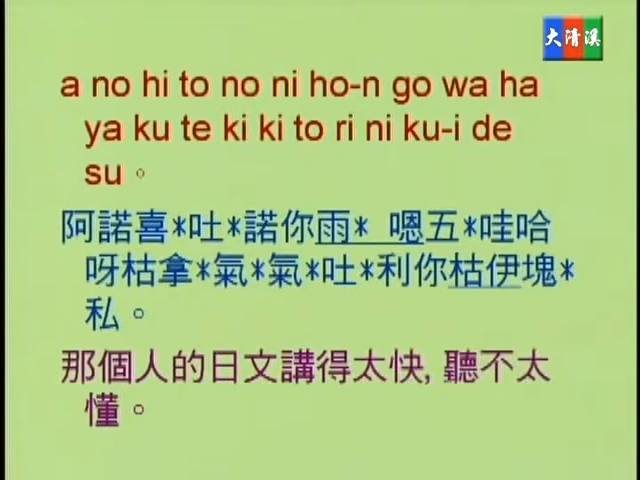 大清溪
a no hi to no ni ho-n go wa ha
ya ku te ki ki to ri ni ku-i de
su。
阿諾喜*吐*諾你雨* 嗯五*哇哈
呀枯拿*氣*氣*吐*利你枯伊塊*
私。
那個人的日文講得太快,聽不太
懂。